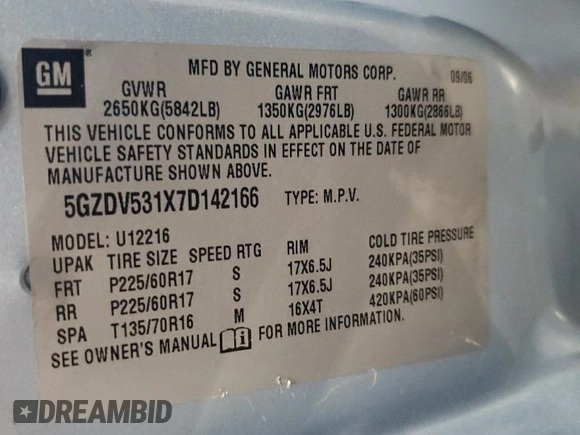 GM
MFD BY GENERAL MOTORS CORP. 09/06
GVWR GAWR FRT GAWR RR
2650KG(5842LB) 1350KG(2976LB) 1300KG(2866LB)
THIS VEHICLE CONFORMS TO ALL APPLICABLE U.S. FEDERAL MOTOR
VEHICLE SAFETY STANDARDS IN EFFECT ON THE DATE OF
MANUFACTURE SHOWN ABOVE.
5GZDV531X7D142166 TYPE: M.P.V.
MODEL: U12216
UPAK TIRE SIZE SPEED RTG RIM COLD TIRE PRESSURE
FRT P225/60R17 S 17X6.5J 240KPA(35PSI)
RR P225/60R17 S 17X6.5J 240KPA(35PSI)
SPA T135/70R16 M 16X4T 420KPA(60PSI)
SEE OWNER'S MANUAL FOR MORE INFORMATION.
DREAMBID